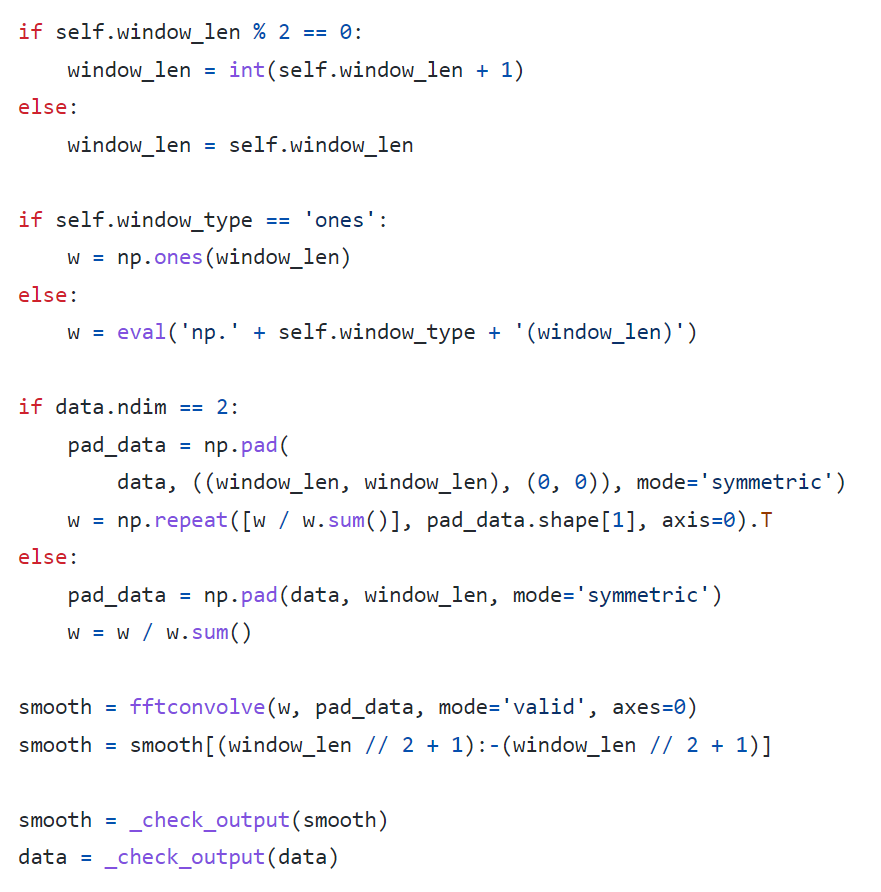 if self.window_len % 2 == 0:
    window_len = int(self.window_len + 1)
else:
    window_len = self.window_len

if self.window_type == 'ones':
    w = np.ones(window_len)
else:
    w = eval('np.' + self.window_type + '(window_len)')

if data.ndim == 2:
    pad_data = np.pad(
        data, ((window_len, window_len), (0, 0)), mode='symmetric')
    w = np.repeat([w / w.sum()], pad_data.shape[1], axis=0).T
else:
    pad_data = np.pad(data, window_len, mode='symmetric')
    w = w / w.sum()

smooth = fftconvolve(w, pad_data, mode='valid', axes=0)
smooth = smooth[(window_len // 2 + 1):-(window_len // 2 + 1)]

smooth = _check_output(smooth)
data = _check_output(data)